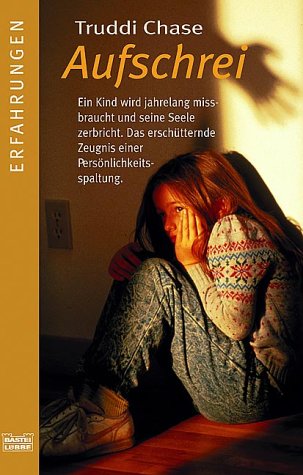 ERFAHRUNGEN
Truddi Chase
Aufschrei
Ein Kind wird jahrelang miss-
braucht und seine Seele
zerbricht. Das erschütternde
Zeugnis einer
Persönlichkeits-
spaltung.
BASTEI
LÜBBE